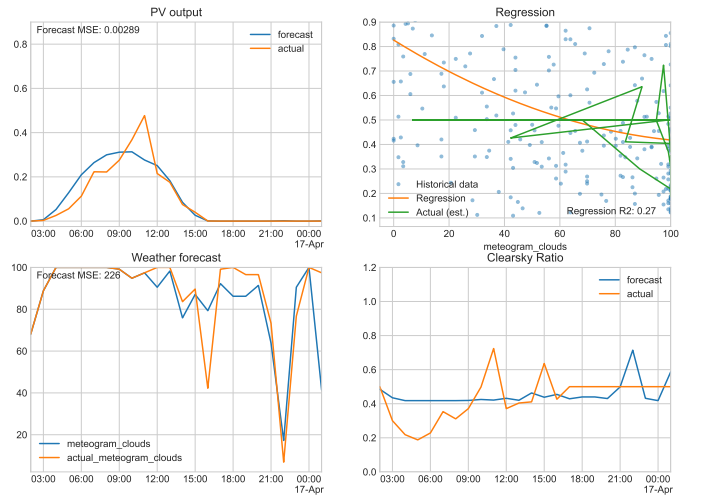 PV output
Forecast MSE: 0.00289
forecast
actual
0.8
0.6
0.4
0.2
0.0
03:00 06:00 09:00 12:00 15:00 18:00 21:00 00:00
17-Apr
Regression
0.9
0.8
0.7
0.6
0.5
0.4
0.3
0.2
0.1
Historical data
Regression
Actual (est.)
Regression R2: 0.27
0 20 40 60 80 100
meteogram_clouds
Weather forecast
Forecast MSE: 226
100
80
60
40
20
meteogram_clouds
actual_meteogram_clouds
03:00 06:00 09:00 12:00 15:00 18:00 21:00 00:00
17-Apr
Clearsky Ratio
forecast
actual
1.2
1.0
0.8
0.6
0.4
0.2
0.0
03:00 06:00 09:00 12:00 15:00 18:00 21:00 00:00
17-Apr